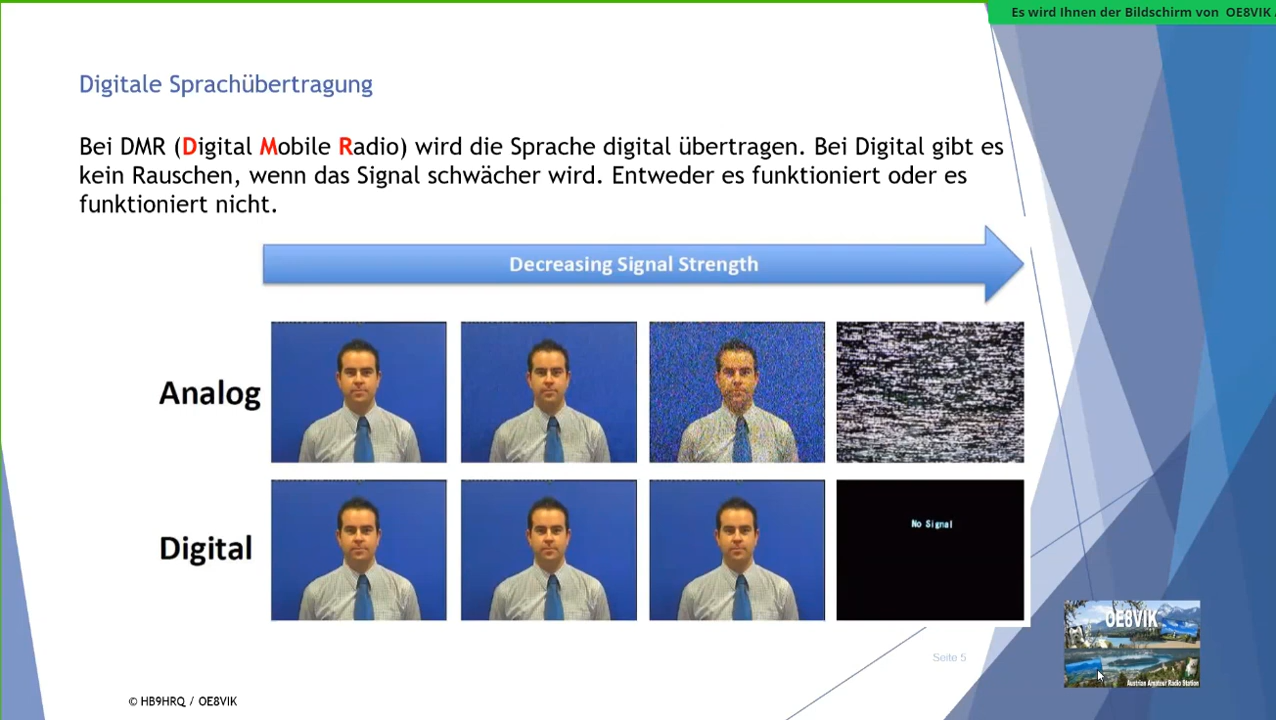 Es wird Ihnen der Bildschirm von OE8VIK
Digitale Sprachübertragung
Bei DMR (Digital Mobile Radio) wird die Sprache digital übertragen. Bei Digital gibt es
kein Rauschen, wenn das Signal schwächer wird. Entweder es funktioniert oder es
funktioniert nicht.
Decreasing Signal Strength
Analog
Digital
No Signal
OE8VIK
Austrian Amateur Radio Station
Seite 5
© HB9HRQ / OE8VIK